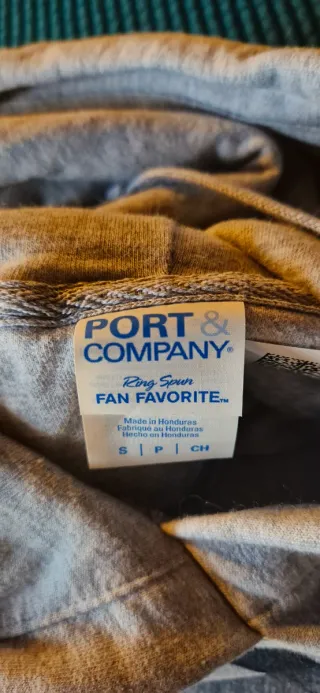 PORT &
COMPANY®
Ring Spun
FAN FAVORITE™
Made in Honduras
Fabriqué au Honduras
Hecho en Honduras
S | P | CH